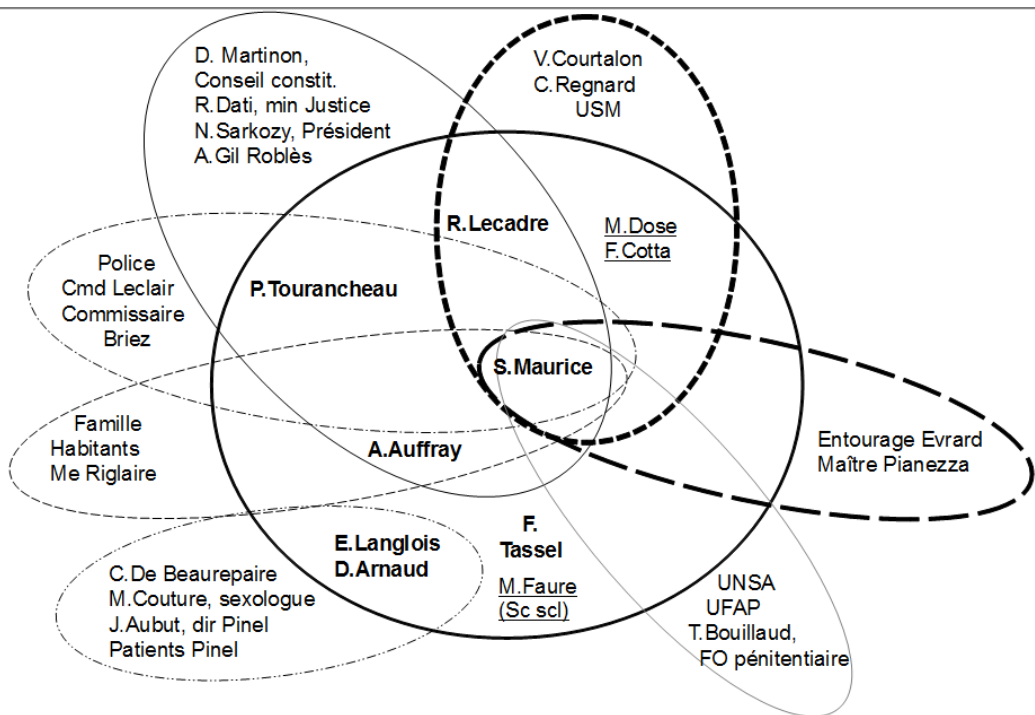 D. Martinon,
Conseil constit.
R.Dati, min Justice
N.Sarkozy, Président
A.Gil Roblès
V.Courtalon
C.Regnard
USM
R.Lecadre
M.Dose
F.Cotta
Police
Cmd Leclair
Commissaire
Briez
P.Tourancheau
S.Maurice
Famille
Habitants
Me Riglaire
A.Auffray
Entourage Evrard
Maître Pianezza
E.Langlois
D.Arnaud
F.
Tassel
M.Faure
(Sc scl)
C.De Beaurepaire
M.Couture, sexologue
J.Aubut, dir Pinel
Patients Pinel
UNSA
UFAP
T.Bouillaud,
FO pénitentiaire